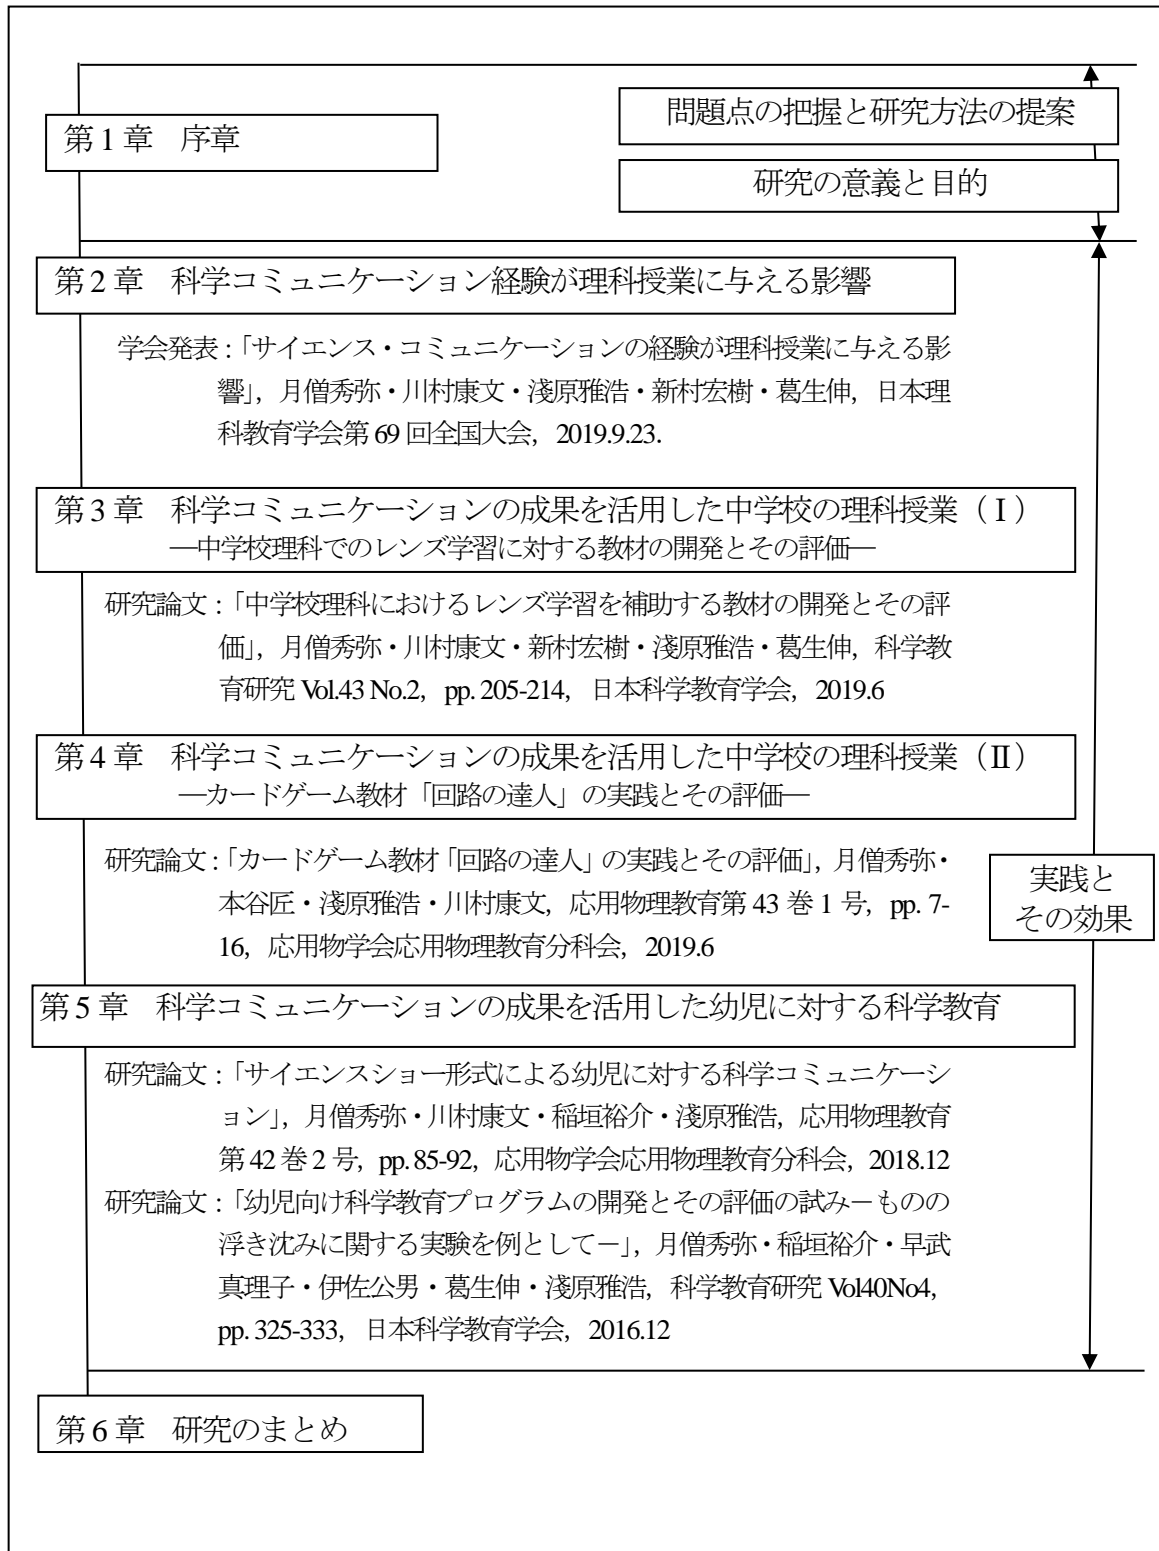 問題点の把握と研究方法の提案
第1章　序章
研究の意義と目的
第2章　科学コミュニケーション経験が理科授業に与える影響
学会発表:「サイエンス・コミュニケーションの経験が理科授業に与える影
響」，月僧秀弥・川村康文・淺原雅浩・新村宏樹・葛生伸，日本理
科教育学会第69回全国大会，2019.9.23.
第3章　科学コミュニケーションの成果を活用した中学校の理科授業（Ⅰ）
―中学校理科でのレンズ学習に対する教材の開発とその評価―
研究論文:「中学校理科におけるレンズ学習を補助する教材の開発とその評
価」，月僧秀弥・川村康文・新村宏樹・淺原雅浩・葛生伸，科学教
育研究 Vol.43 No.2，pp. 205-214，日本科学教育学会，2019.6
第4章　科学コミュニケーションの成果を活用した中学校の理科授業（Ⅱ）
―カードゲーム教材「回路の達人」の実践とその評価―
研究論文:「カードゲーム教材「回路の達人」の実践とその評価」，月僧秀弥・
本谷匠・淺原雅浩・川村康文，応用物理教育第43巻1号，pp. 7-
16，応用物学会応用物理教育分科会，2019.6
実践と
その効果
第5章　科学コミュニケーションの成果を活用した幼児に対する科学教育
研究論文:「サイエンスショー形式による幼児に対する科学コミュニケーシ
ョン」，月僧秀弥・川村康文・稲垣裕介・淺原雅浩，応用物理教育
第42巻2号，pp. 85-92，応用物学会応用物理教育分科会，2018.12
研究論文:「幼児向け科学教育プログラムの開発とその評価の試み－ものの
浮き沈みに関する実験を例として－」，月僧秀弥・稲垣裕介・早武
真理子・伊佐公男・葛生伸・淺原雅浩，科学教育研究 Vol40No4，
pp. 325-333，日本科学教育学会，2016.12
第6章　研究のまとめ